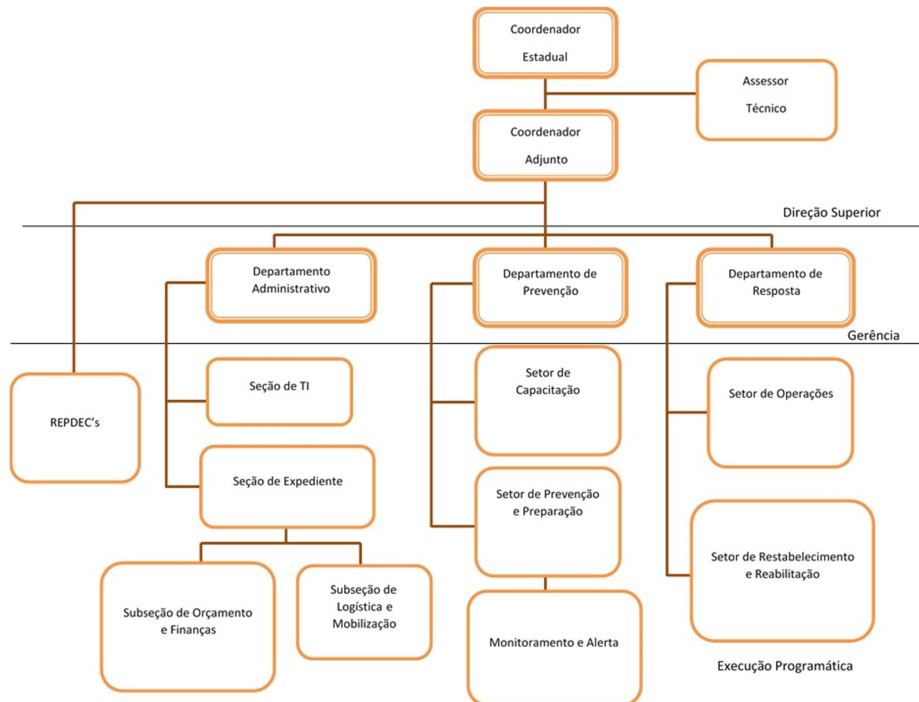 Coordenador
Estadual
Assessor
Técnico
Coordenador
Adjunto
Direção Superior
Departamento
Administrativo
Departamento de
Prevenção
Departamento de
Resposta
Gerência
REPDEC's
Seção de TI
Setor de
Capacitação
Setor de Operações
Seção de Expediente
Setor de Prevenção
e Preparação
Setor de Restabelecimento
e Reabilitação
Subseção de Orçamento
e Finanças
Subseção de
Logística e
Mobilização
Monitoramento e Alerta
Execução Programática